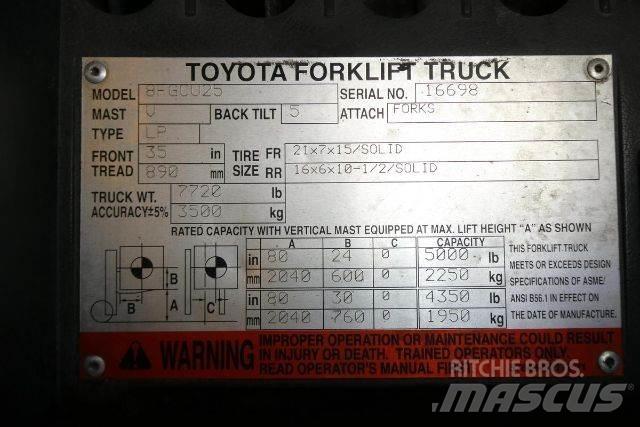 TOYOTA FORKLIFT TRUCK
MODEL 8-GCU25 SERIAL NO. 16698
MAST V BACK TILT 5 ATTACH FORKS
TYPE LP
FRONT TREAD 35 in TIRE SIZE FR 21x7x15/SOLID
890 mm RR 16x6x10-1/2/SOLID
TRUCK WT. 7720 lb
ACCURACY±5% 3500 kg
RATED CAPACITY WITH VERTICAL MAST EQUIPPED AT MAX. LIFT HEIGHT "A" AS SHOWN
A B C CAPACITY
in 80 24 0 5000 lb
mm 2040 600 0 2250 kg
in 80 30 0 4350 lb
mm 2040 760 0 1950 kg
B
A
B
C
THIS FORKLIFT TRUCK
MEETS OR EXCEEDS DESIGN
SPECIFICATIONS OF ASME/
ANSI B56.1 IN EFFECT ON
THE DATE OF MANUFACTURE.
WARNING
IMPROPER OPERATION OR MAINTENANCE COULD RESULT
IN INJURY OR DEATH. TRAINED OPERATORS ONLY.
READ OPERATOR'S MANUAL
RITCHIE BROS.
MASCUS